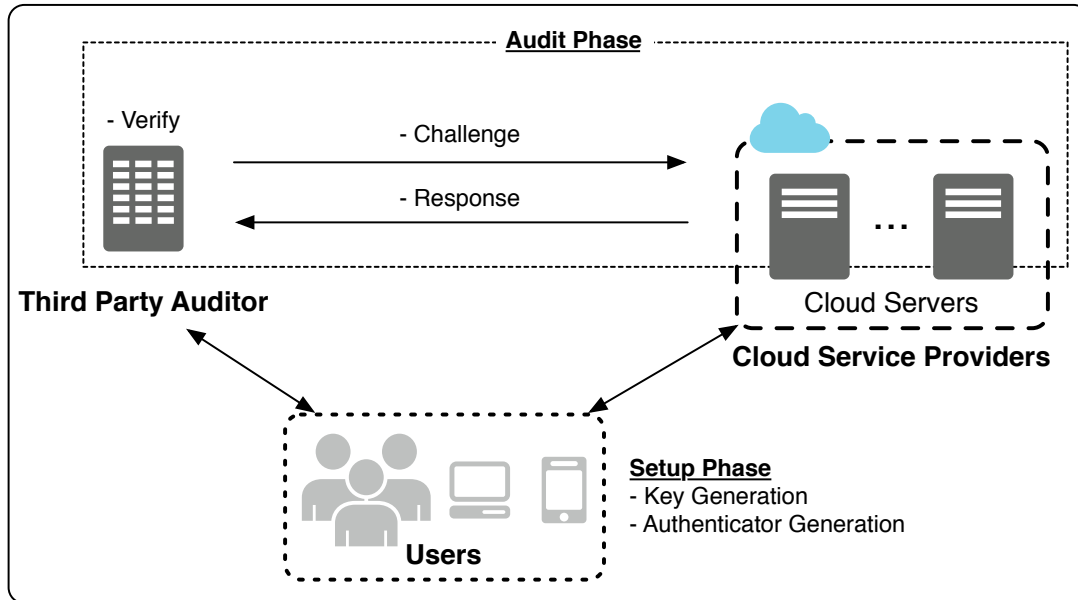 Audit Phase
- Verify
- Challenge
- Response
...
Third Party Auditor
Cloud Servers
Cloud Service Providers
Users
Setup Phase
- Key Generation
- Authenticator Generation